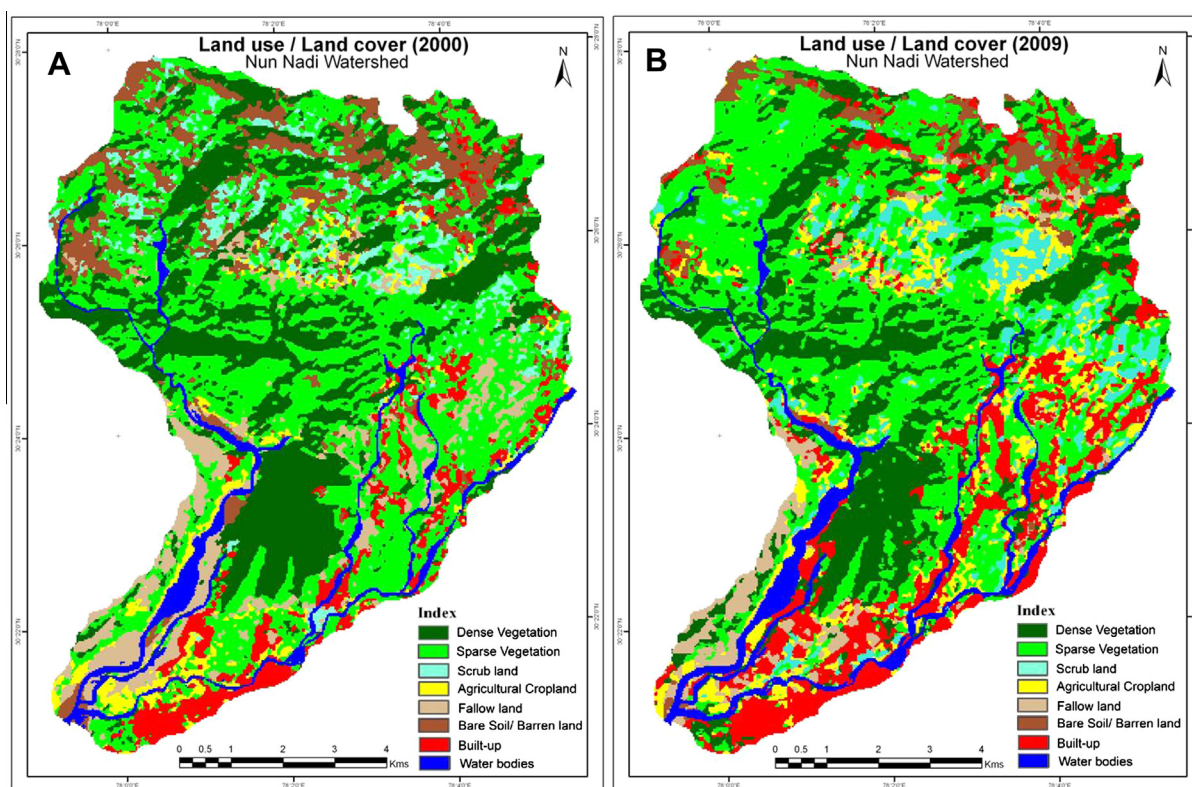 A
Land use / Land cover (2000)
Nun Nadi Watershed
N
Index
Dense Vegetation
Sparse Vegetation
Scrub land
Agricultural Cropland
Fallow land
Bare Soil/ Barren land
Built-up
Water bodies
0 0.5 1 2 3 4
Kms
B
Land use / Land cover (2009)
Nun Nadi Watershed
N
Index
Dense Vegetation
Sparse Vegetation
Scrub land
Agricultural Cropland
Fallow land
Bare Soil/ Barren land
Built-up
Water bodies
0 0.5 1 2 3 4
Kms